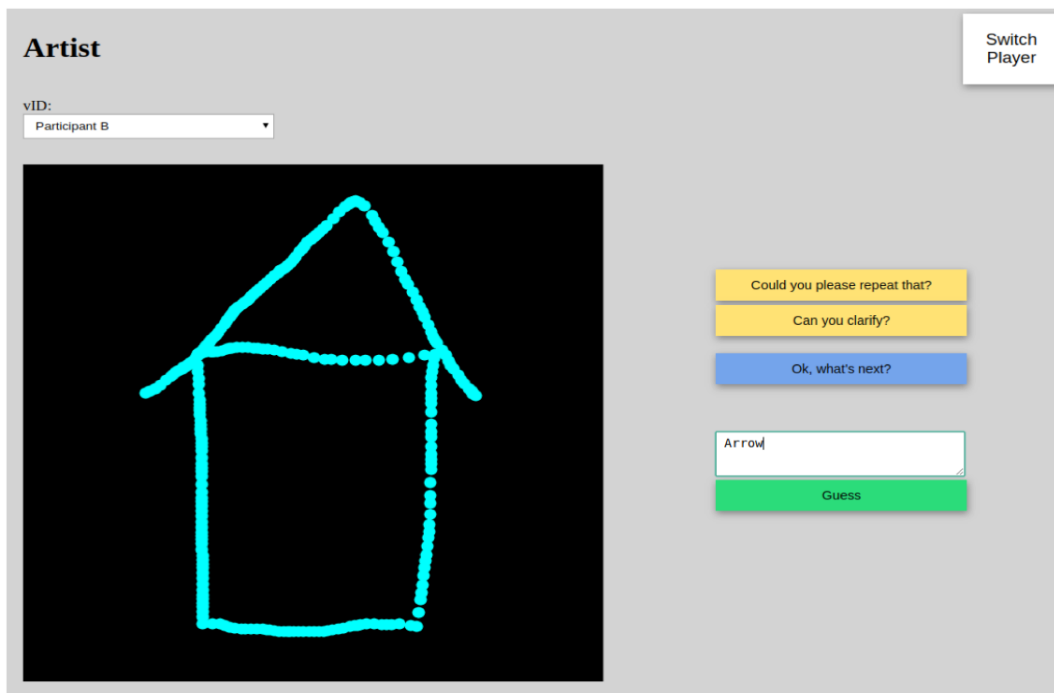 Artist
Switch
Player
vID:
Participant B
Could you please repeat that?
Can you clarify?
Ok, what's next?
Arrow
Guess